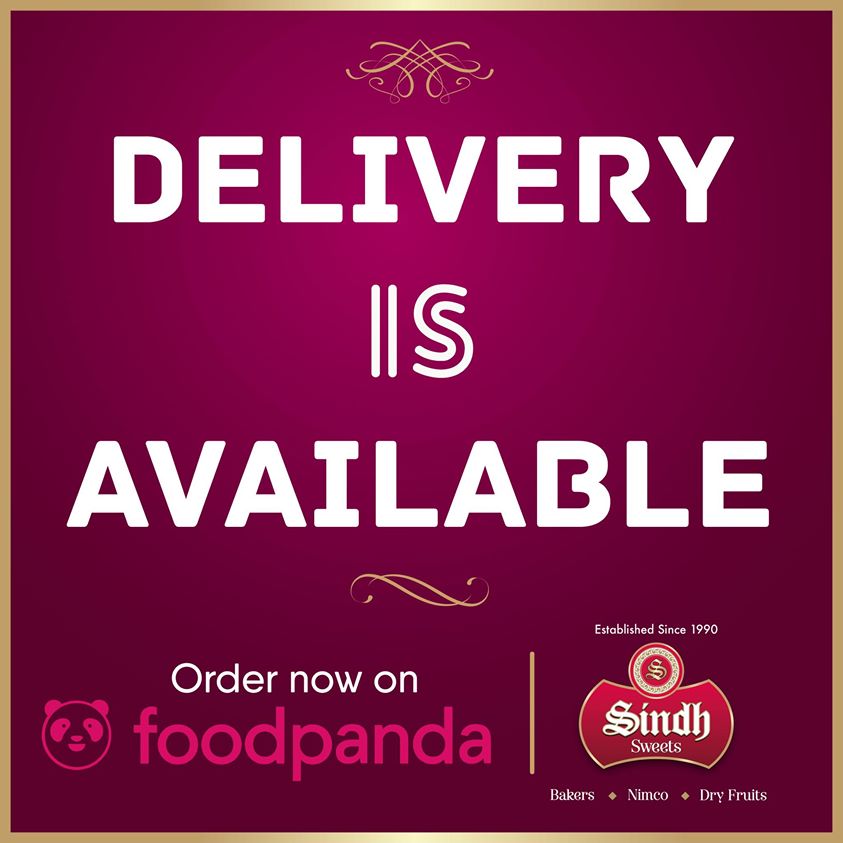 DELIVERY
IS
AVAILABLE
Order now on
foodpanda
Established Since 1990
S
Sindh
Sweets
Bakers ◆ Nimco ◆ Dry Fruits